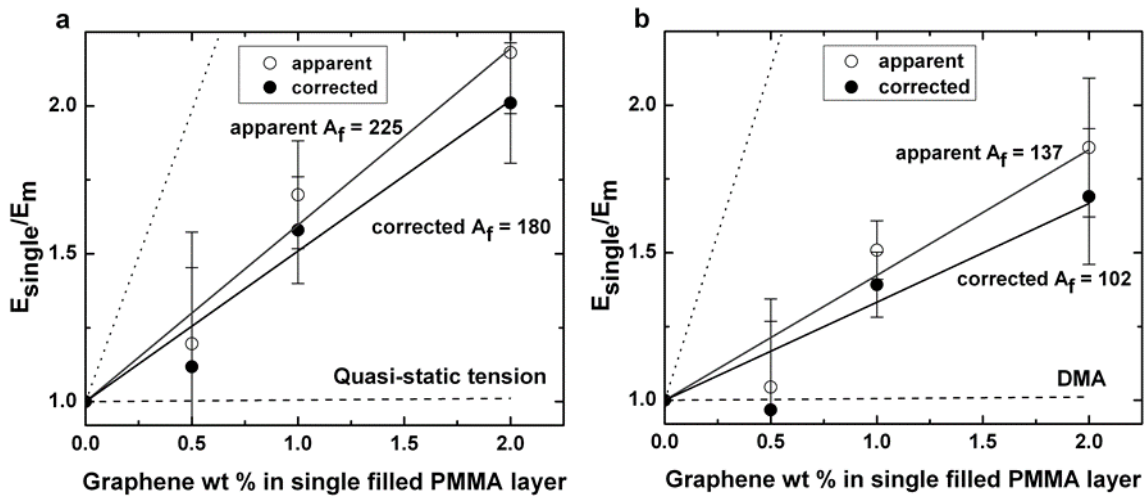 a
apparent
corrected
apparent A_f = 225
corrected A_f = 180
Quasi-static tension
E_single/E_m
2.0
1.5
1.0
0.0 0.5 1.0 1.5 2.0
Graphene wt % in single filled PMMA layer
b
apparent
corrected
apparent A_f = 137
corrected A_f = 102
DMA
E_single/E_m
2.0
1.5
1.0
0.0 0.5 1.0 1.5 2.0
Graphene wt % in single filled PMMA layer